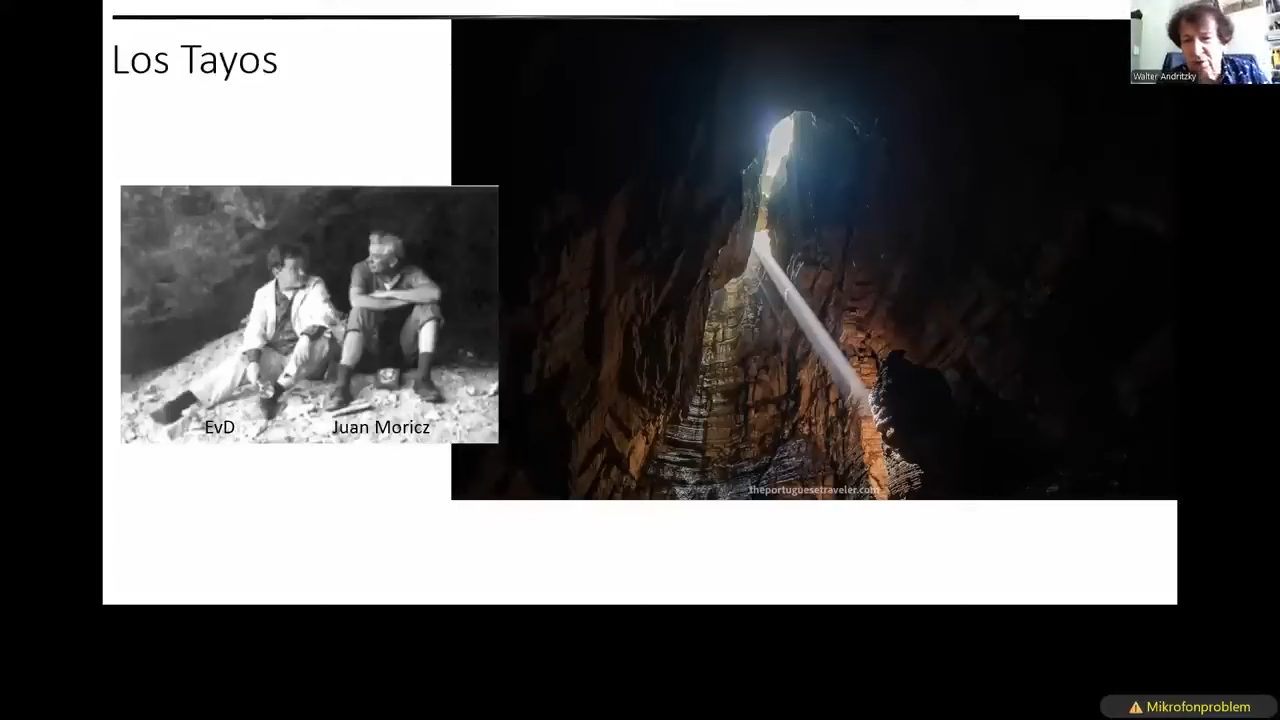 Los Tayos
Walter Andritzky
EvD
Juan Moricz
theportuguesetraveler.com
Mikrofonproblem